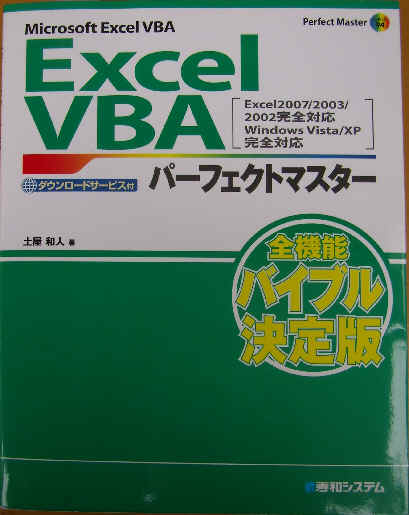 Microsoft Excel VBA
Perfect Master
94
Excel
VBA
Excel2007/2003/
2002完全対応
Windows Vista/XP
完全対応
ダウンロードサービス付
パーフェクトマスター
土屋 和人 著
全機能
バイブル
決定版
秀和システム